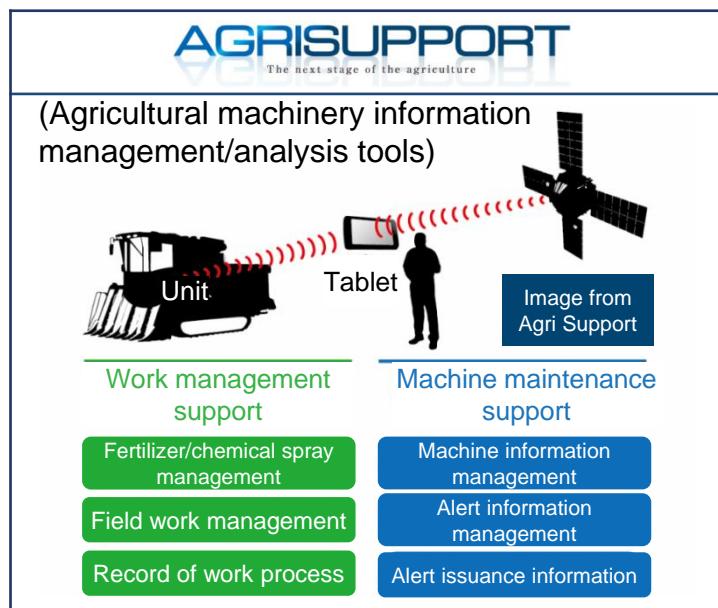 AGRISUPPORT
The next stage of the agriculture
(Agricultural machinery information
management/analysis tools)
Unit
Tablet
Image from
Agri Support
Work management
support
Machine maintenance
support
Fertilizer/chemical spray
management
Machine information
management
Field work management
Alert information
management
Record of work process
Alert issuance information